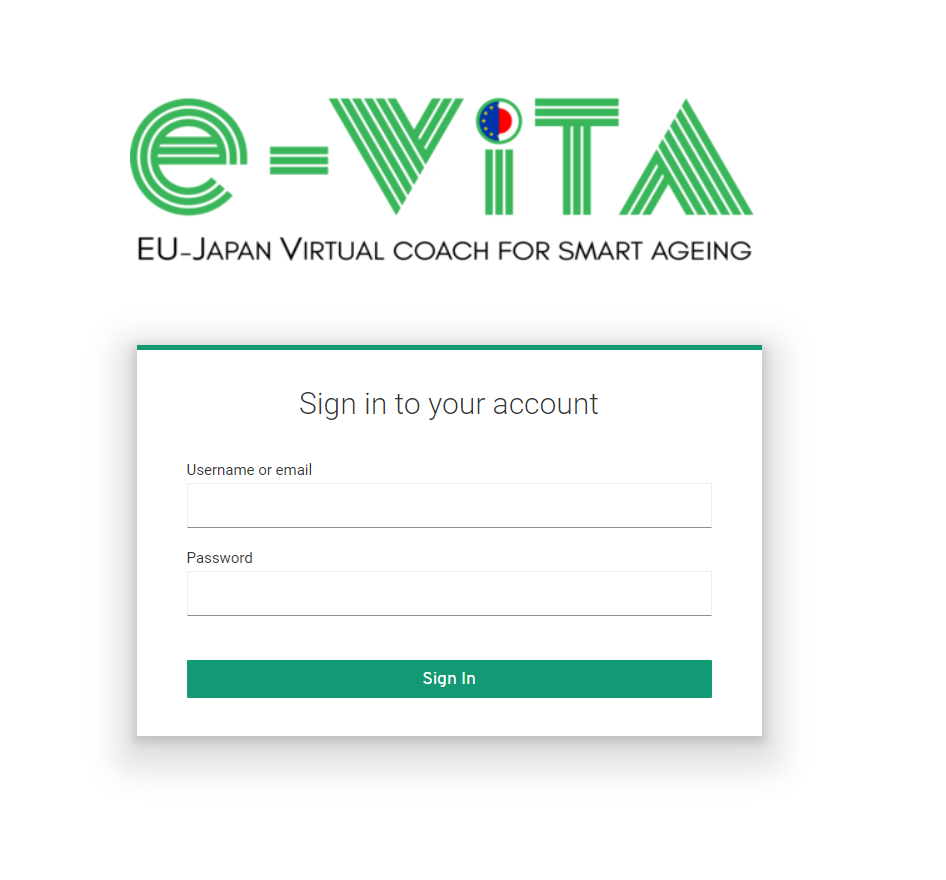 e-ViTA
EU-Japan Virtual coach for smart ageing
Sign in to your account
Username or email
Password
Sign In